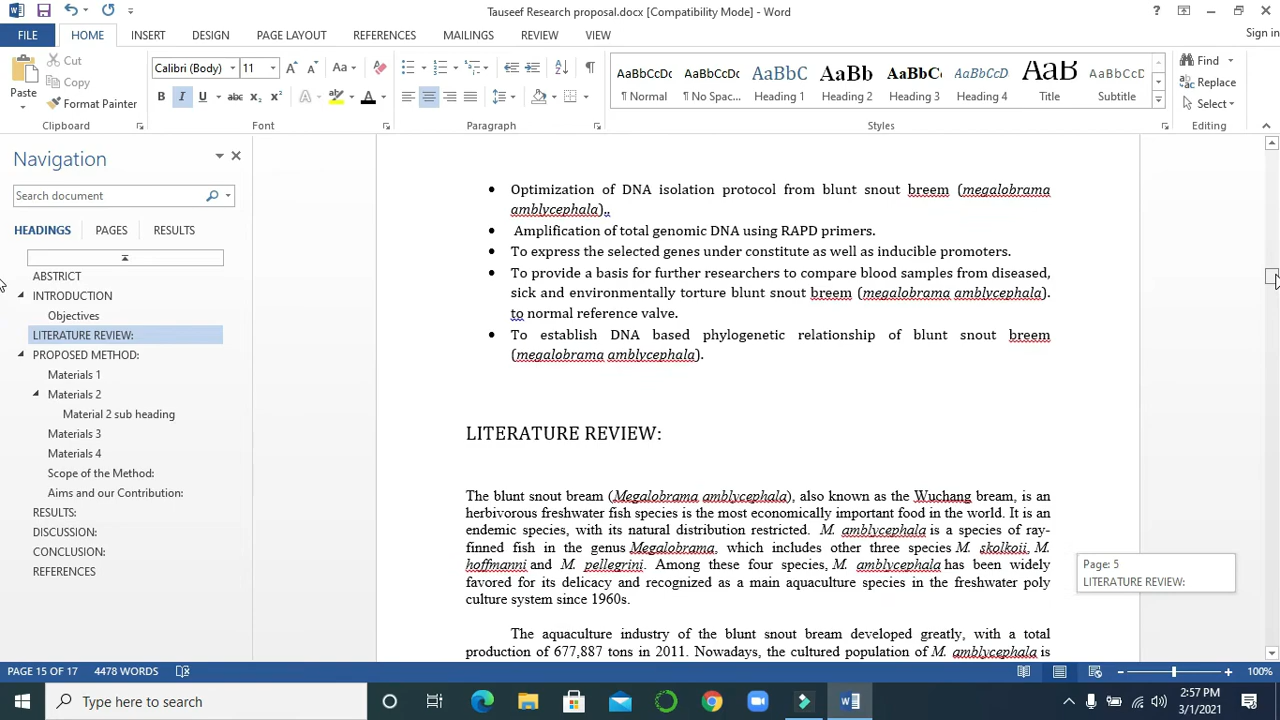 Tauseef Research proposal.docx [Compatibility Mode] - Word
Sign in
FILE HOME INSERT DESIGN PAGE LAYOUT REFERENCES MAILINGS REVIEW VIEW
Paste
Cut
Copy
Format Painter
Clipboard
Calibri (Body) 11
Font
Paragraph
AaBbCcDc AaBbCcDc AaBbC AaBb AaBbCc AaBbCcDc AaB AaBbCcDc
¶ Normal ¶ No Spac... Heading 1 Heading 2 Heading 3 Heading 4 Title Subtitle
Styles
Find
Replace
Select
Editing
Navigation
Search document
HEADINGS PAGES RESULTS
ABSTRICT
INTRODUCTION
Objectives
LITERATURE REVIEW:
PROPOSED METHOD:
Materials 1
Materials 2
Material 2 sub heading
Materials 3
Materials 4
Scope of the Method:
Aims and our Contribution:
RESULTS:
DISCUSSION:
CONCLUSION:
REFERENCES
• Optimization of DNA isolation protocol from blunt snout breem (megalobrama
amblycephala),,
• Amplification of total genomic DNA using RAPD primers.
• To express the selected genes under constitute as well as inducible promoters.
• To provide a basis for further researchers to compare blood samples from diseased,
sick and environmentally torture blunt snout breem (megalobrama amblycephala).
to normal reference valve.
• To establish DNA based phylogenetic relationship of blunt snout breem
(megalobrama amblycephala).
LITERATURE REVIEW:
The blunt snout bream (Megalobrama amblycephala), also known as the Wuchang bream, is an
herbivorous freshwater fish species is the most economically important food in the world. It is an
endemic species, with its natural distribution restricted. M. amblycephala is a species of ray-
finned fish in the genus Megalobrama, which includes other three species M. skolkoii, M.
hoffmanni and M. pellegrini. Among these four species, M. amblycephala has been widely
favored for its delicacy and recognized as a main aquaculture species in the freshwater poly
culture system since 1960s.
The aquaculture industry of the blunt snout bream developed greatly, with a total
production of 677,887 tons in 2011. Nowadays, the cultured population of M. amblycephala is
Page: 5
LITERATURE REVIEW:
PAGE 15 OF 17 4478 WORDS
100%
Type here to search
2:57 PM
3/1/2021